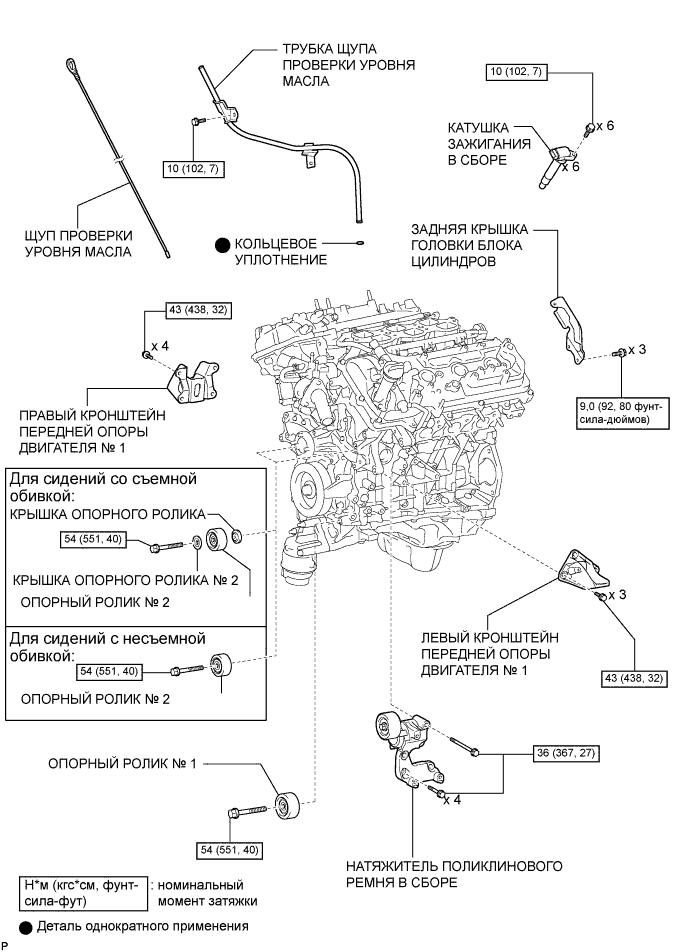 ТРУБКА ЩУПА
ПРОВЕРКИ УРОВНЯ
МАСЛА
10 (102, 7)
x 6
КАТУШКА
ЗАЖИГАНИЯ
В СБОРЕ
x 6
10 (102, 7)
ЩУП ПРОВЕРКИ
УРОВНЯ МАСЛА
КОЛЬЦЕВОЕ
УПЛОТНЕНИЕ
ЗАДНЯЯ КРЫШКА
ГОЛОВКИ БЛОКА
ЦИЛИНДРОВ
43 (438, 32)
x 4
x 3
9,0 (92, 80 фунт-
сила-дюймов)
ПРАВЫЙ КРОНШТЕЙН
ПЕРЕДНЕЙ ОПОРЫ
ДВИГАТЕЛЯ № 1
Для сидений со съемной
обивкой:
КРЫШКА ОПОРНОГО РОЛИКА
54 (551, 40)
КРЫШКА ОПОРНОГО РОЛИКА № 2
ОПОРНЫЙ РОЛИК № 2
Для сидений с несъемной
обивкой:
54 (551, 40)
ОПОРНЫЙ РОЛИК № 2
x 3
ЛЕВЫЙ КРОНШТЕЙН
ПЕРЕДНЕЙ ОПОРЫ
ДВИГАТЕЛЯ № 1
43 (438, 32)
36 (367, 27)
x 4
ОПОРНЫЙ РОЛИК № 1
54 (551, 40)
НАТЯЖИТЕЛЬ ПОЛИКЛИНОВОГО
РЕМНЯ В СБОРЕ
Н*м (кгс*см, фунт-
сила-фут)
: номинальный
момент затяжки
Деталь однократного применения
P